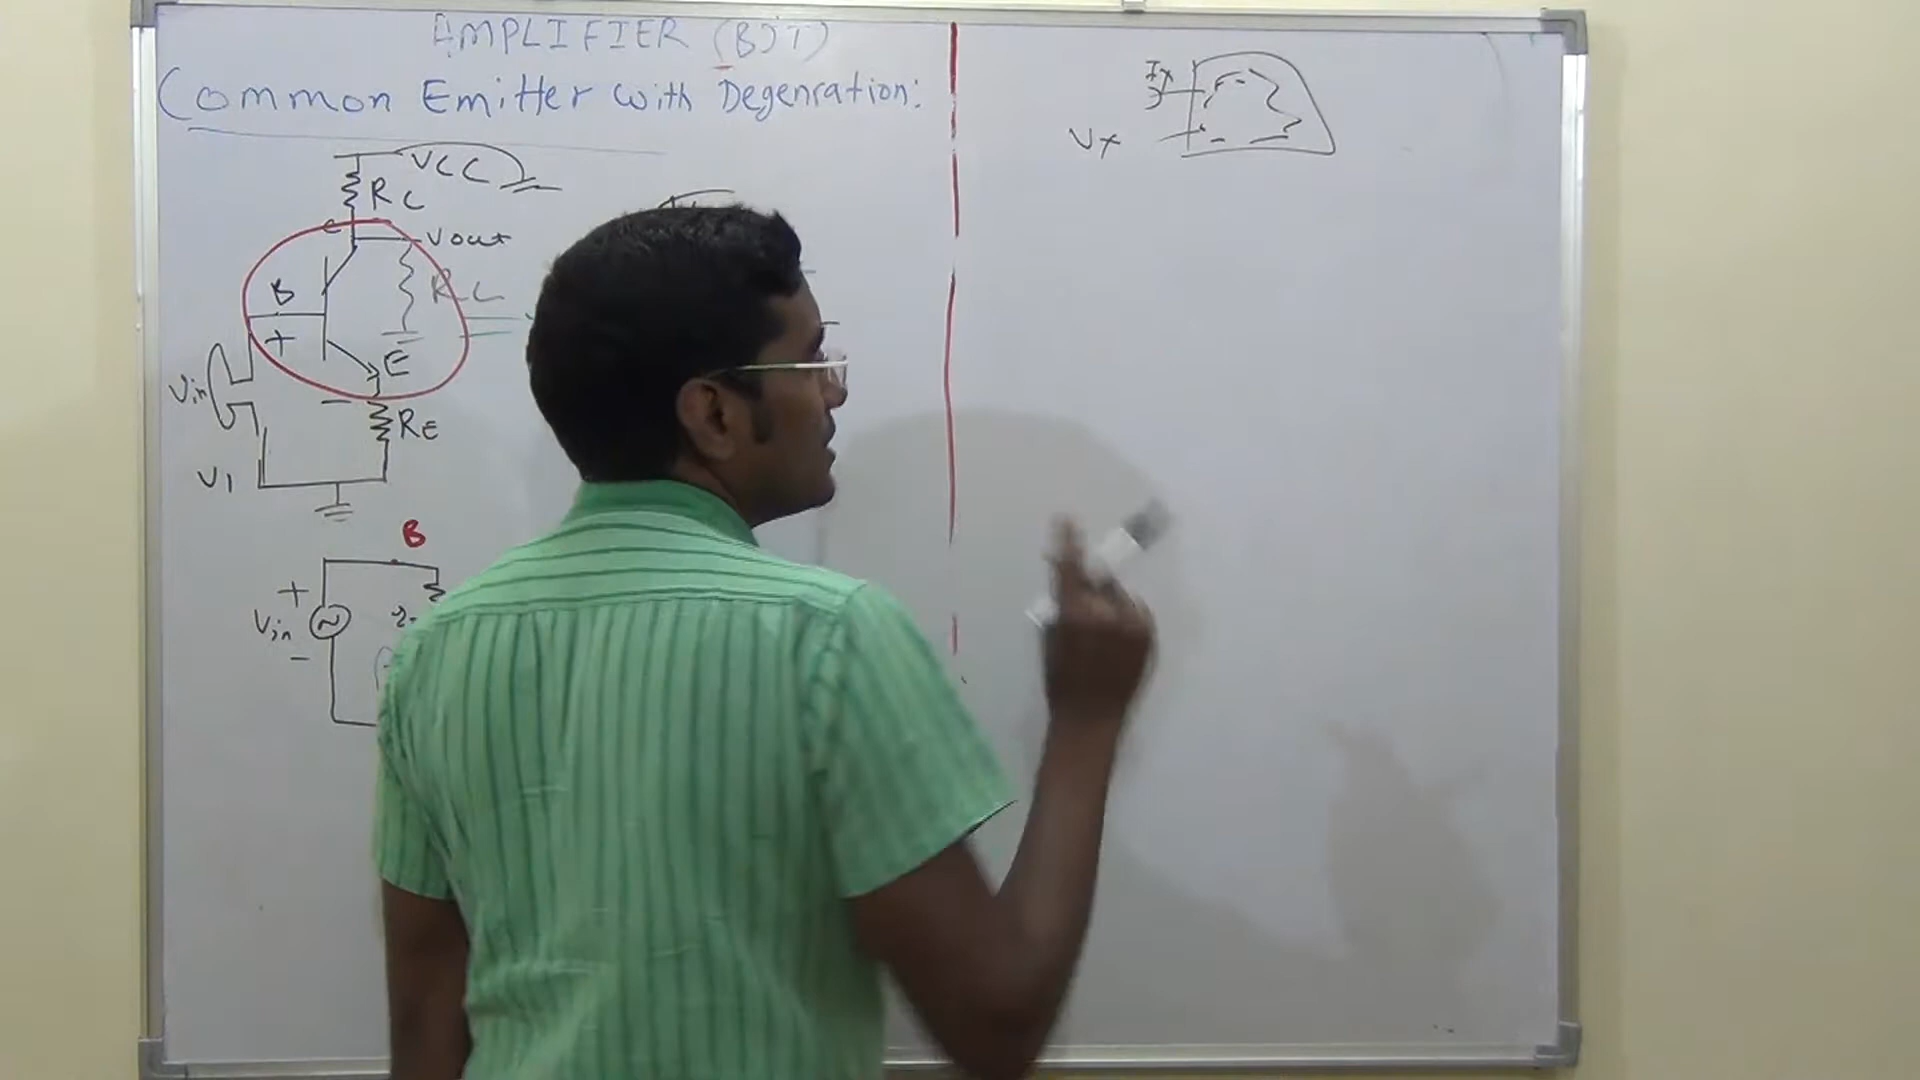 AMPLIFIER (BJT)
Common Emitter with Degenration:
VCC
RC
C
Vout
B
RL
+
E
Vin
-
RE
V1
B
+
Vin
-
Ix
Vx